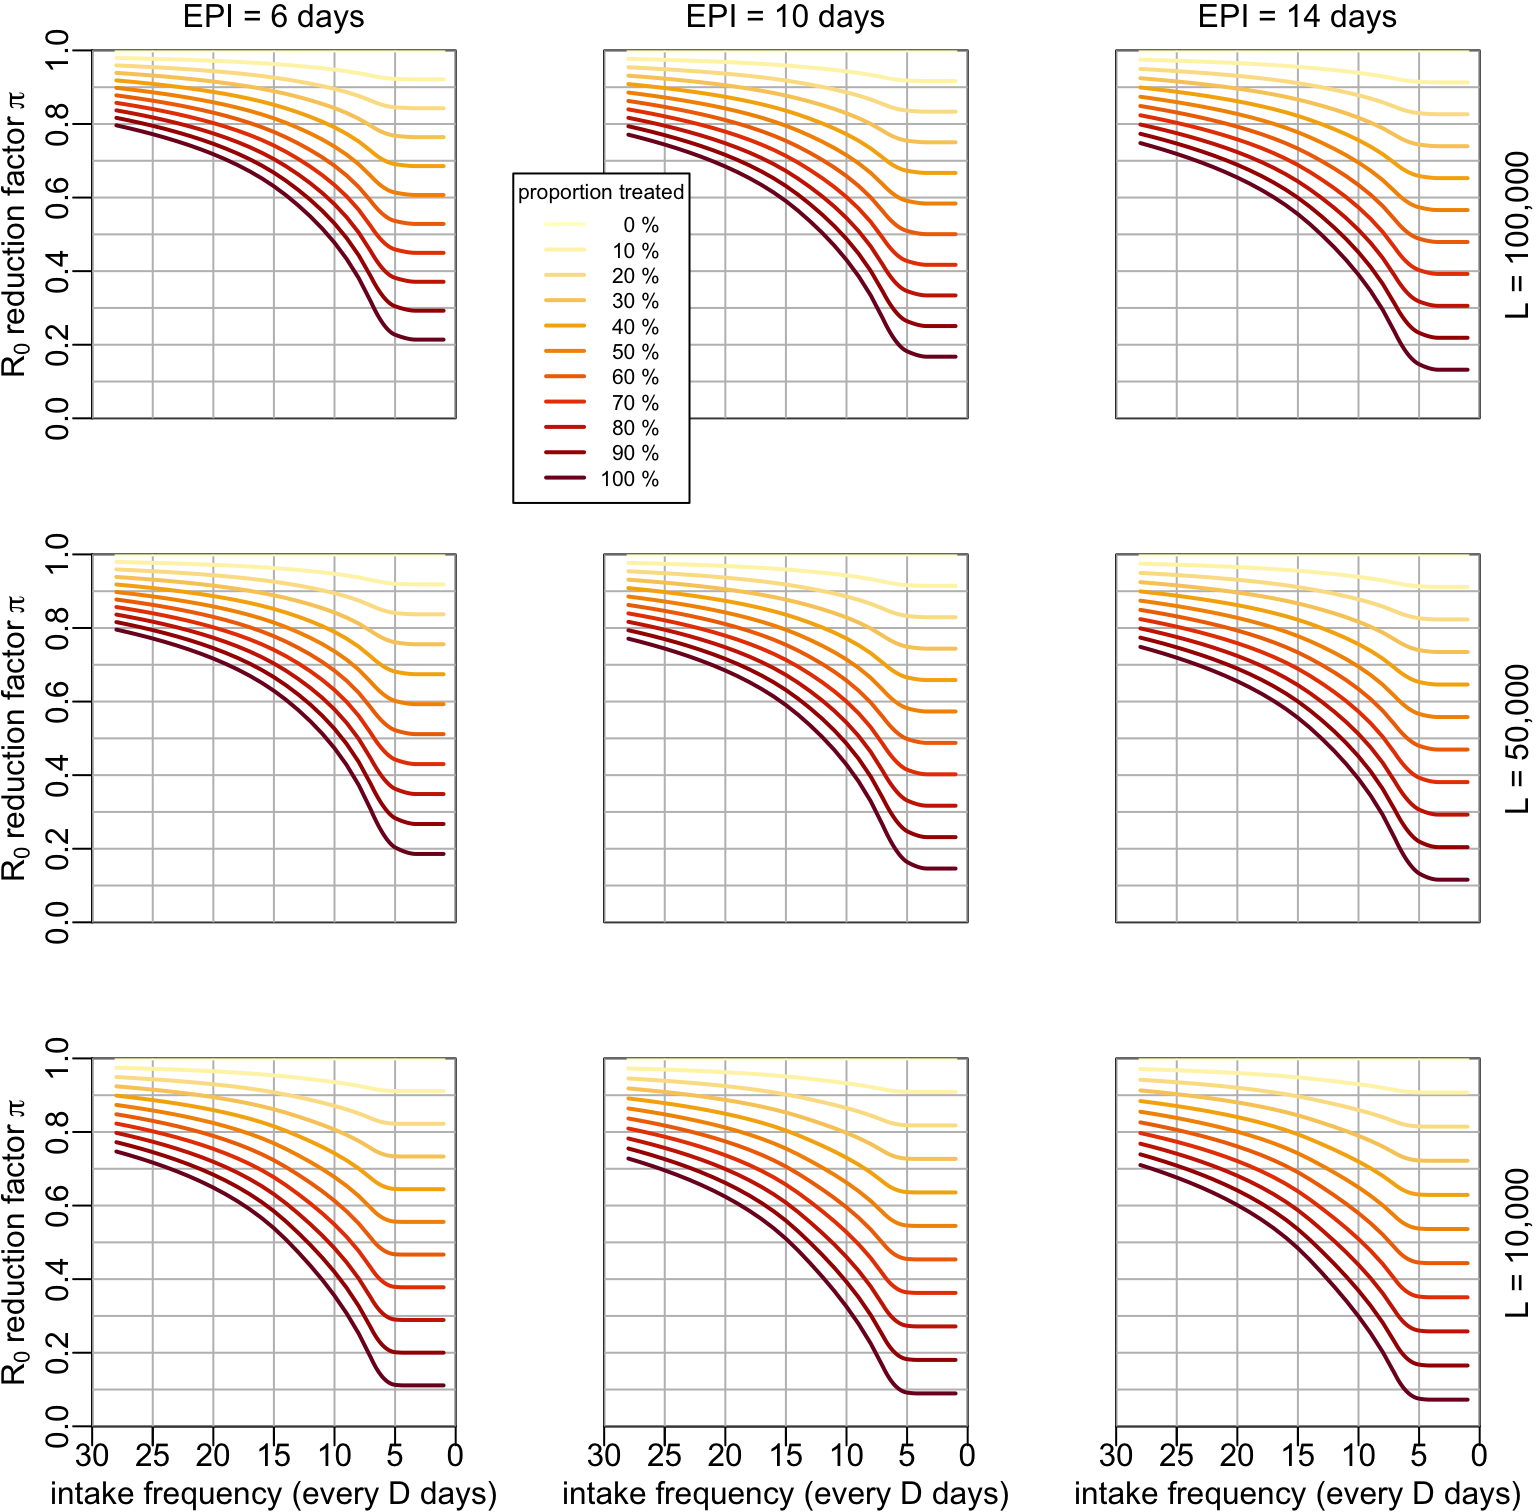 EPI = 6 days
EPI = 10 days
EPI = 14 days
R0 reduction factor π
1.0
0.8
0.6
0.4
0.2
0.0
L = 100,000
proportion treated
0 %
10 %
20 %
30 %
40 %
50 %
60 %
70 %
80 %
90 %
100 %
R0 reduction factor π
1.0
0.8
0.6
0.4
0.2
0.0
L = 50,000
R0 reduction factor π
1.0
0.8
0.6
0.4
0.2
0.0
L = 10,000
30 25 20 15 10 5 0
30 25 20 15 10 5 0
30 25 20 15 10 5 0
intake frequency (every D days)
intake frequency (every D days)
intake frequency (every D days)